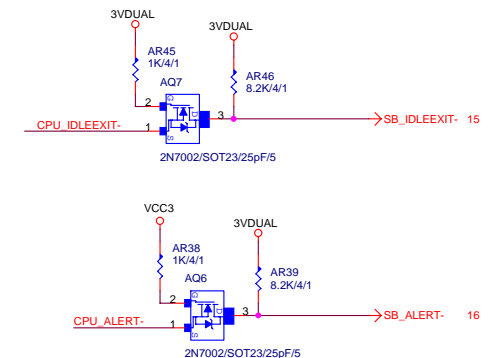 3VDUAL
3VDUAL
AR45
1K/4/1
AR46
8.2K/4/1
AQ7
2
G
D
3
CPU_IDLEEXIT-
1
S
SB_IDLEEXIT- 15
2N7002/SOT23/25pF/5
VCC3
3VDUAL
AR38
1K/4/1
AR39
8.2K/4/1
AQ6
2
G
D
3
CPU_ALERT-
1
S
SB_ALERT- 16
2N7002/SOT23/25pF/5